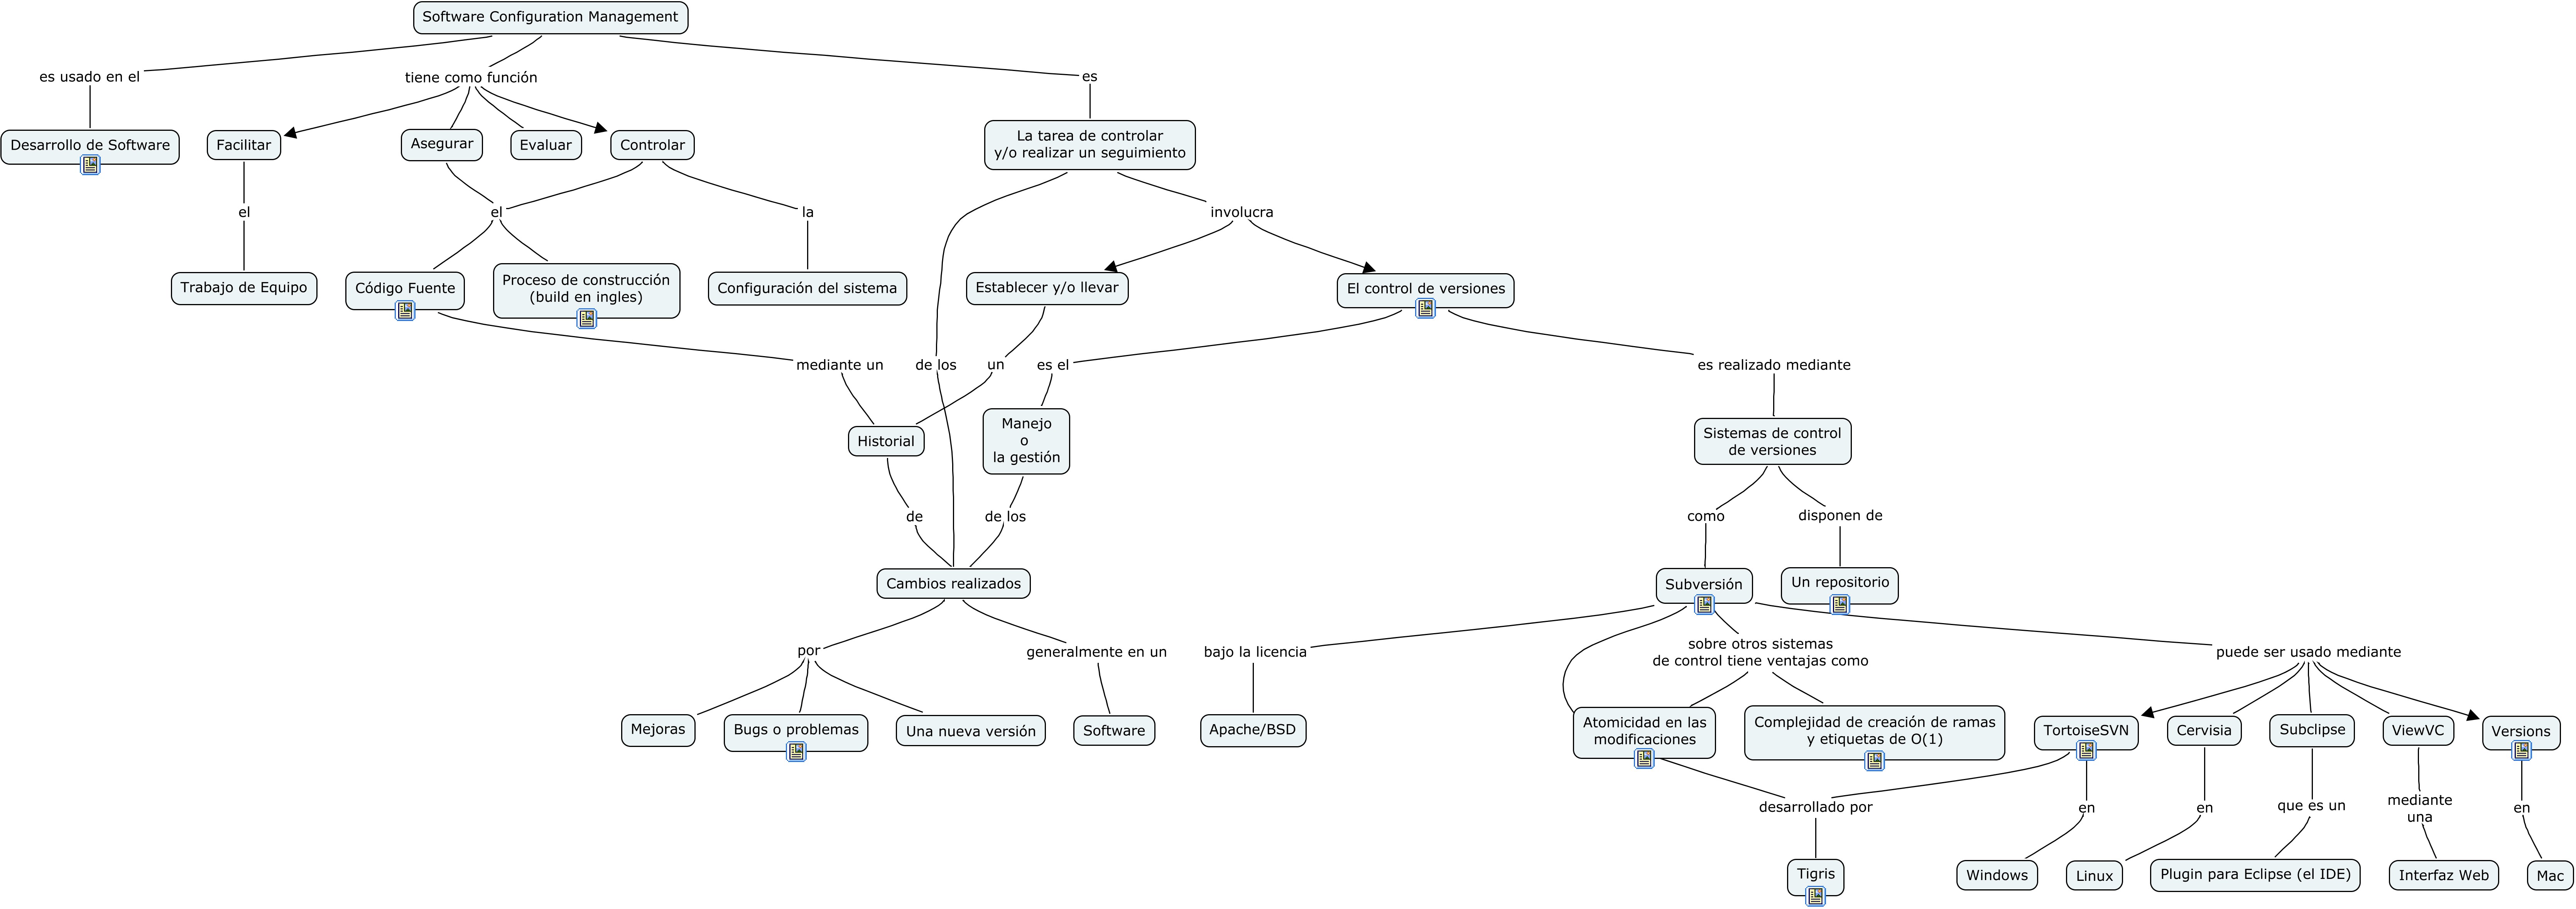 Software Configuration Management
es usado en el
tiene como función
es
Desarrollo de Software
Facilitar
Asegurar
Evaluar
Controlar
La tarea de controlar
y/o realizar un seguimiento
el
el
la
involucra
Trabajo de Equipo
Código Fuente
Proceso de construcción
(build en ingles)
Configuración del sistema
Establecer y/o llevar
El control de versiones
mediante un
de los
un
es el
es realizado mediante
Historial
Manejo
o
la gestión
Sistemas de control
de versiones
de
de los
como
disponen de
Cambios realizados
Subversión
Un repositorio
por
generalmente en un
bajo la licencia
sobre otros sistemas
de control tiene ventajas como
puede ser usado mediante
Mejoras
Bugs o problemas
Una nueva versión
Software
Apache/BSD
Atomicidad en las
modificaciones
Complejidad de creación de ramas
y etiquetas de O(1)
TortoiseSVN
Cervisia
Subclipse
ViewVC
Versions
desarrollado por
en
en
que es un
mediante
una
en
Tigris
Windows
Linux
Plugin para Eclipse (el IDE)
Interfaz Web
Mac